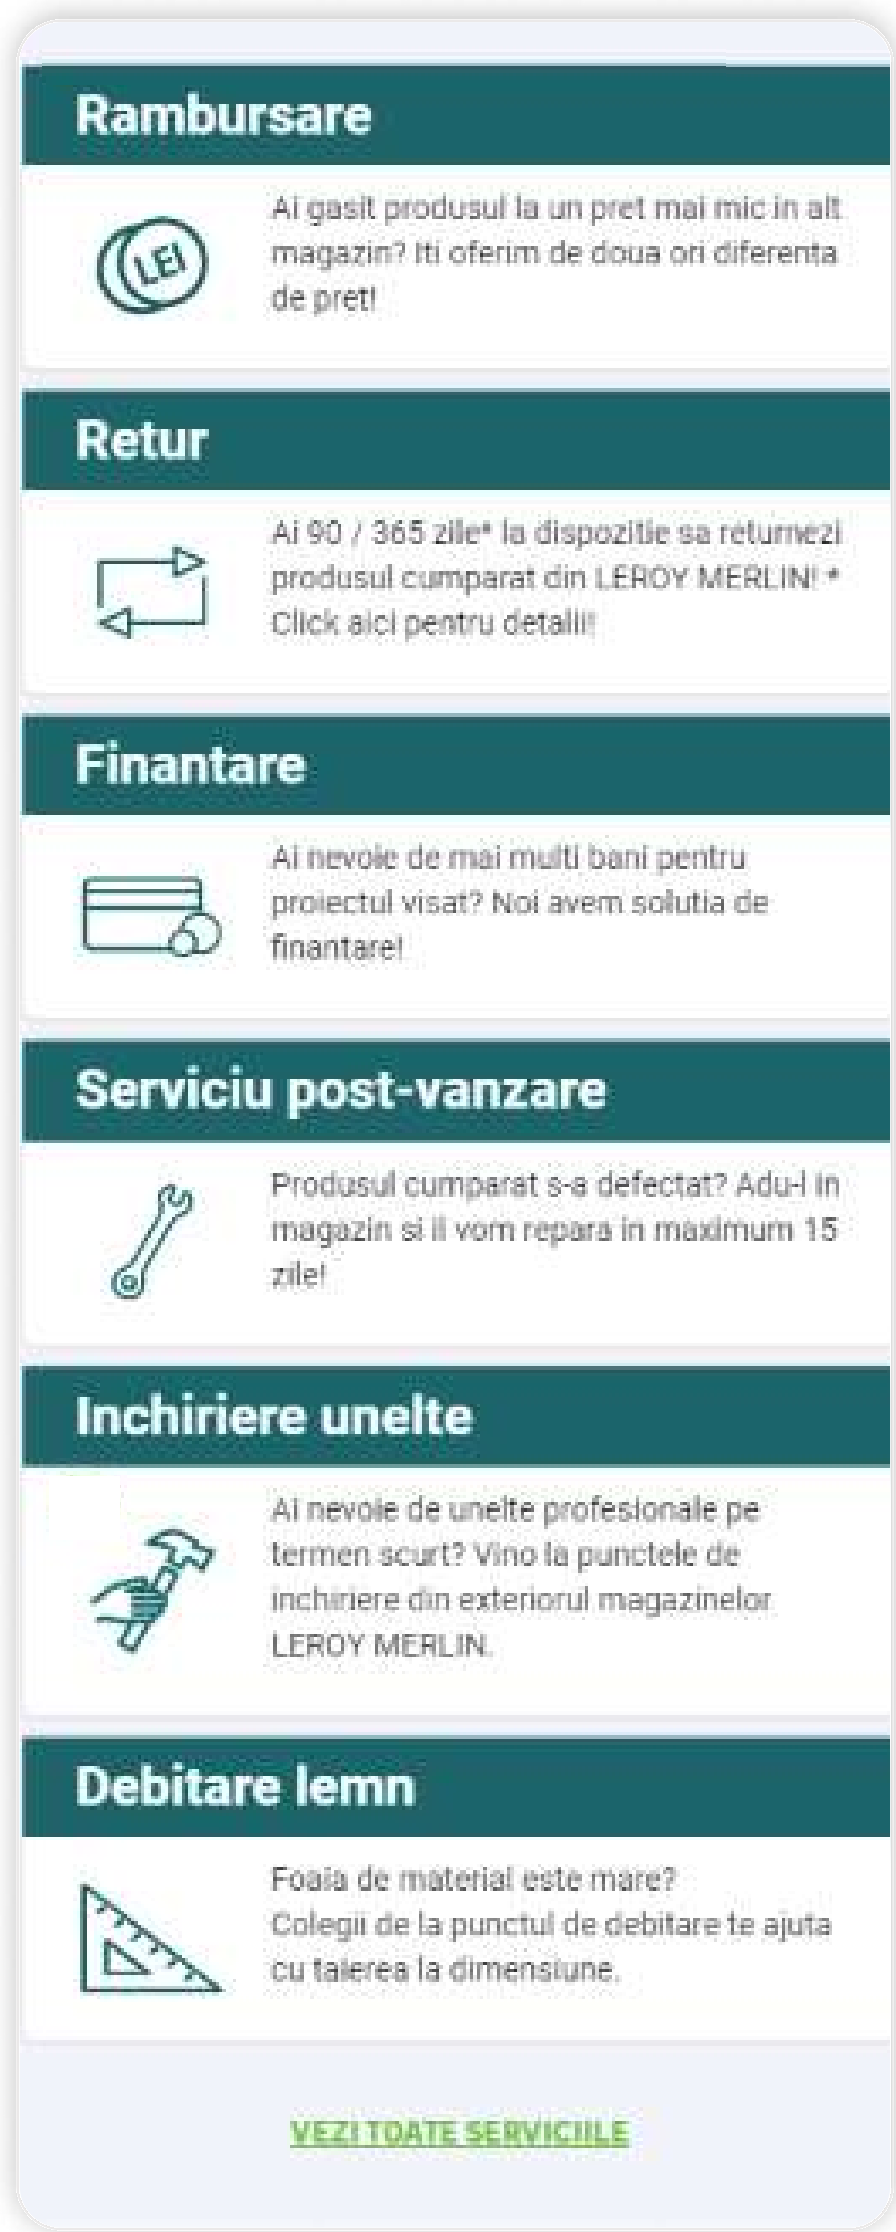 Rambursare
LEI
Ai gasit produsul la un pret mai mic in alt
magazin? Iti oferim de doua ori diferenta
de pret!
Retur
Ai 90 / 365 zile* la dispozitie sa returnezi
produsul cumparat din LEROY MERLIN! *
Click aici pentru detalii!
Finantare
Ai nevoie de mai multi bani pentru
proiectul visat? Noi avem solutia de
finantare!
Serviciu post-vanzare
Produsul cumparat s-a defectat? Adu-l in
magazin si il vom repara in maximum 15
zile!
Inchiriere unelte
Ai nevoie de unelte profesionale pe
termen scurt? Vino la punctele de
inchiriere din exteriorul magazinelor
LEROY MERLIN.
Debitare lemn
Foaia de material este mare?
Colegii de la punctul de debitare te ajuta
cu taierea la dimensiune.
VEZI TOATE SERVICIILE